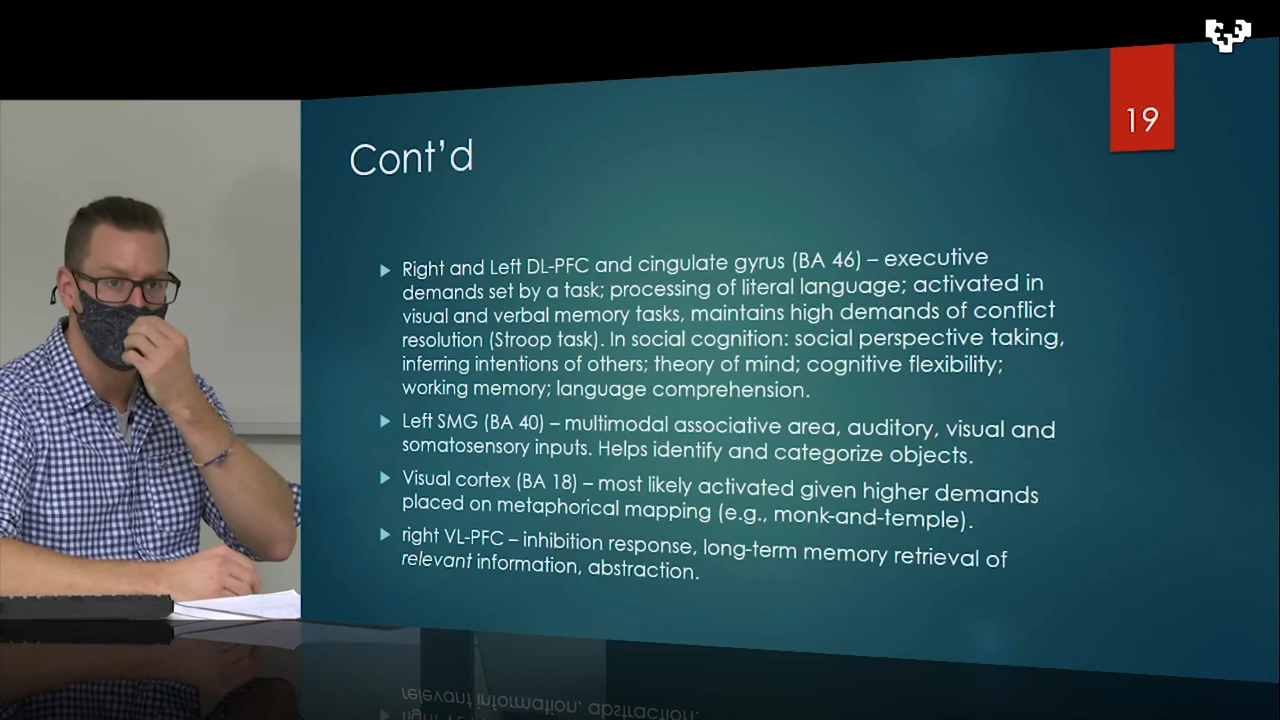 19
Cont'd
Right and Left DL-PFC and cingulate gyrus (BA 46) – executive
demands set by a task; processing of literal language; activated in
visual and verbal memory tasks, maintains high demands of conflict
resolution (Stroop task). In social cognition: social perspective taking,
inferring intentions of others; theory of mind; cognitive flexibility;
working memory; language comprehension.
Left SMG (BA 40) – multimodal associative area, auditory, visual and
somatosensory inputs. Helps identify and categorize objects.
Visual cortex (BA 18) – most likely activated given higher demands
placed on metaphorical mapping (e.g., monk-and-temple).
right VL-PFC – inhibition response, long-term memory retrieval of
relevant information, abstraction.